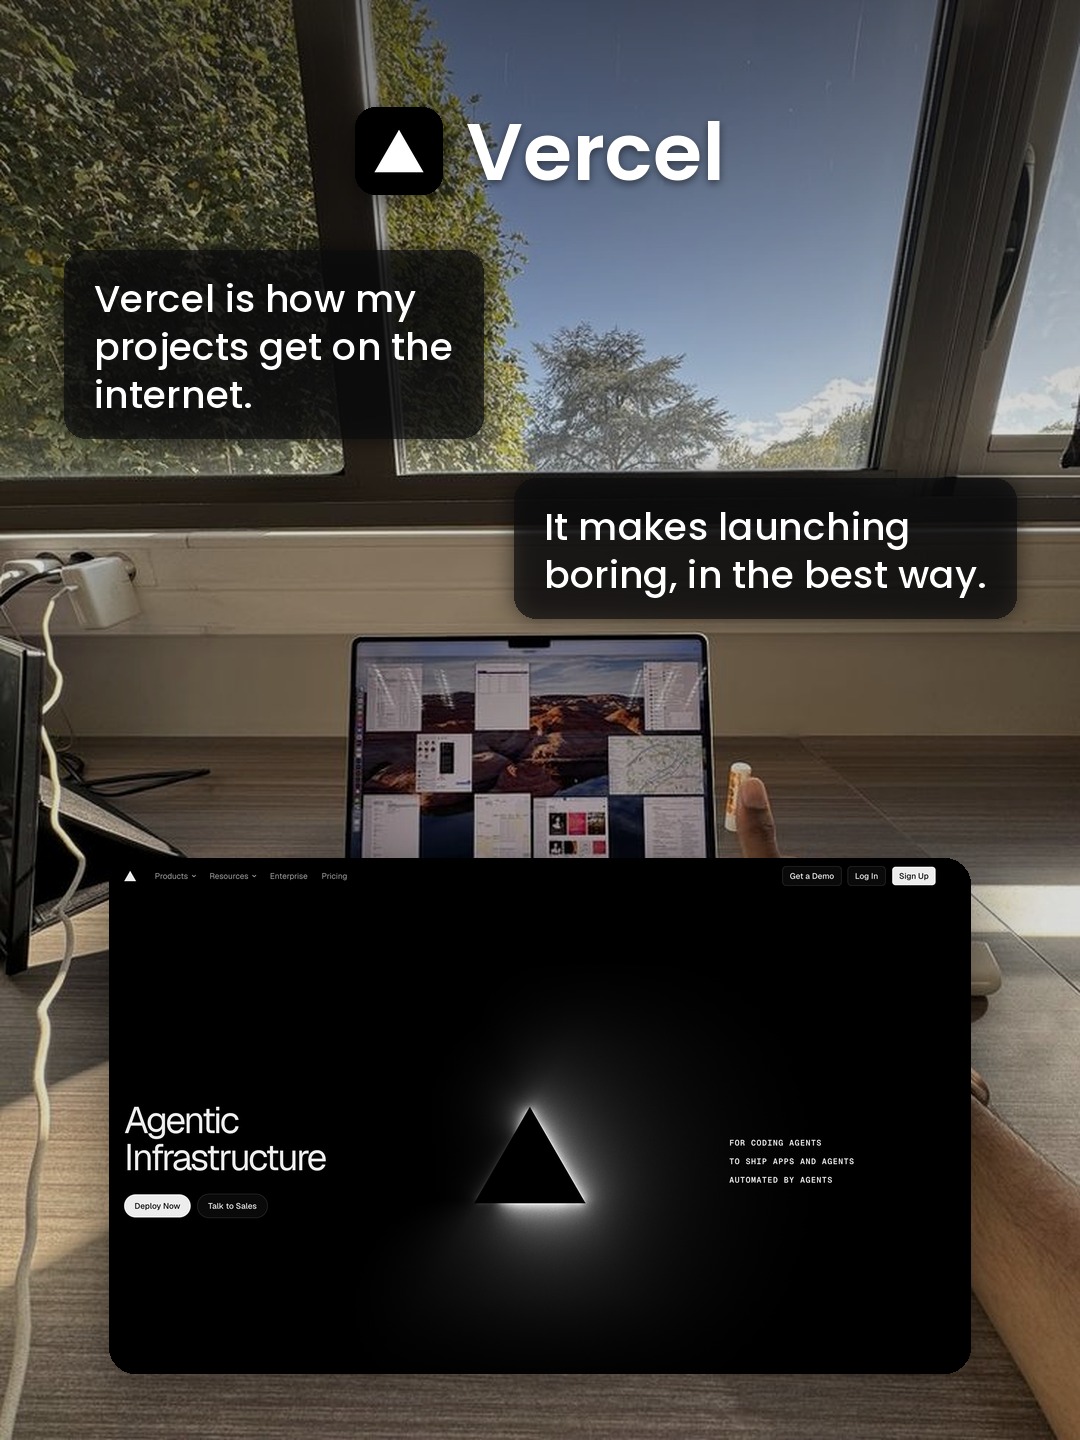 Vercel
Vercel is how my
projects get on the
internet.
It makes launching
boring, in the best way.
Products
Resources
Enterprise
Pricing
Get a Demo
Log In
Sign Up
Agentic
Infrastructure
Deploy Now
Talk to Sales
FOR CODING AGENTS
TO SHIP APPS AND AGENTS
AUTOMATED BY AGENTS